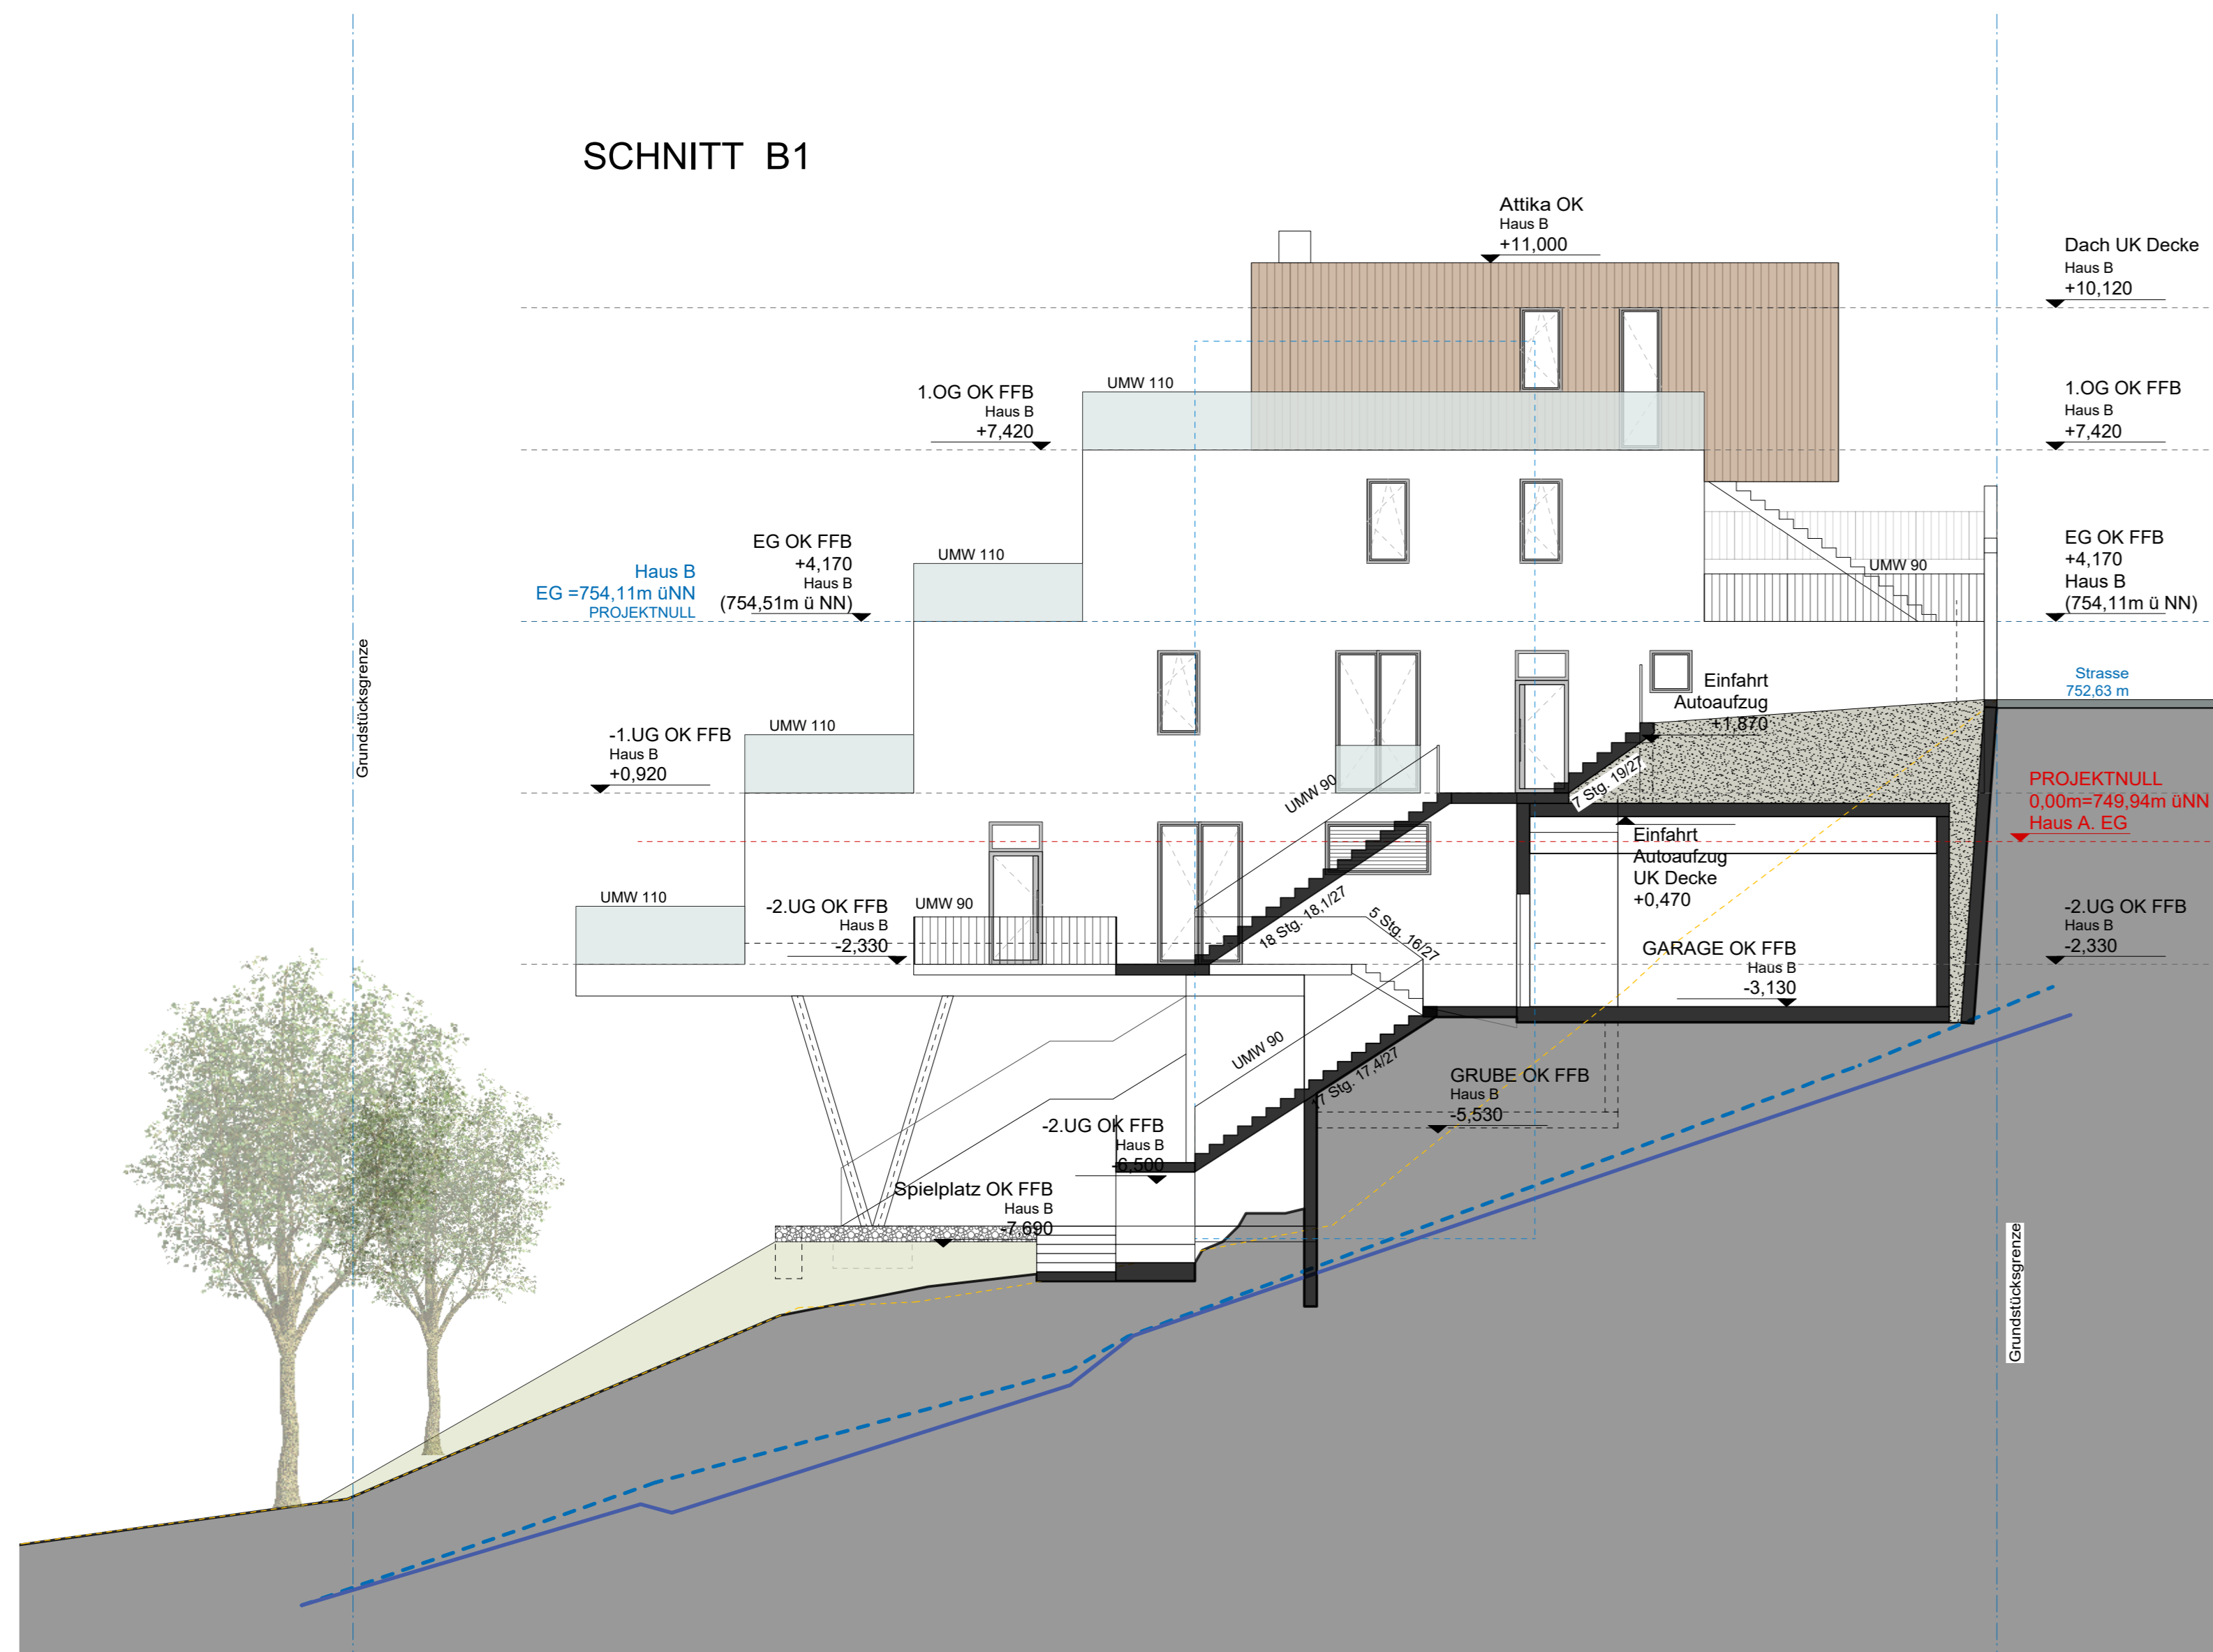 SCHNITT B1
Attika OK
Haus B
+11,000
Dach UK Decke
Haus B
+10,120
UMW 110
1.OG OK FFB
Haus B
+7,420
1.OG OK FFB
Haus B
+7,420
EG OK FFB
+4,170
Haus B
(754,51m ü NN)
Haus B
EG =754,11m üNN
PROJEKTNULL
UMW 110
UMW 90
EG OK FFB
+4,170
Haus B
(754,11m ü NN)
Grundstücksgrenze
Strasse
752,63 m
Einfahrt
Autoaufzug
+1,870
-1.UG OK FFB
Haus B
+0,920
UMW 110
UMW 90
7 Stg. 19/27
PROJEKTNULL
0,00m=749,94m üNN
Haus A. EG
Einfahrt
Autoaufzug
UK Decke
+0,470
UMW 110
-2.UG OK FFB
Haus B
-2,330
UMW 90
18 Stg. 18,1/27
5 Stg. 16/27
-2.UG OK FFB
Haus B
-2,330
GARAGE OK FFB
Haus B
-3,130
UMW 90
17 Stg. 17,4/27
GRUBE OK FFB
Haus B
-5,530
-2.UG OK FFB
Haus B
-6,500
Spielplatz OK FFB
Haus B
-7,690
Grundstücksgrenze